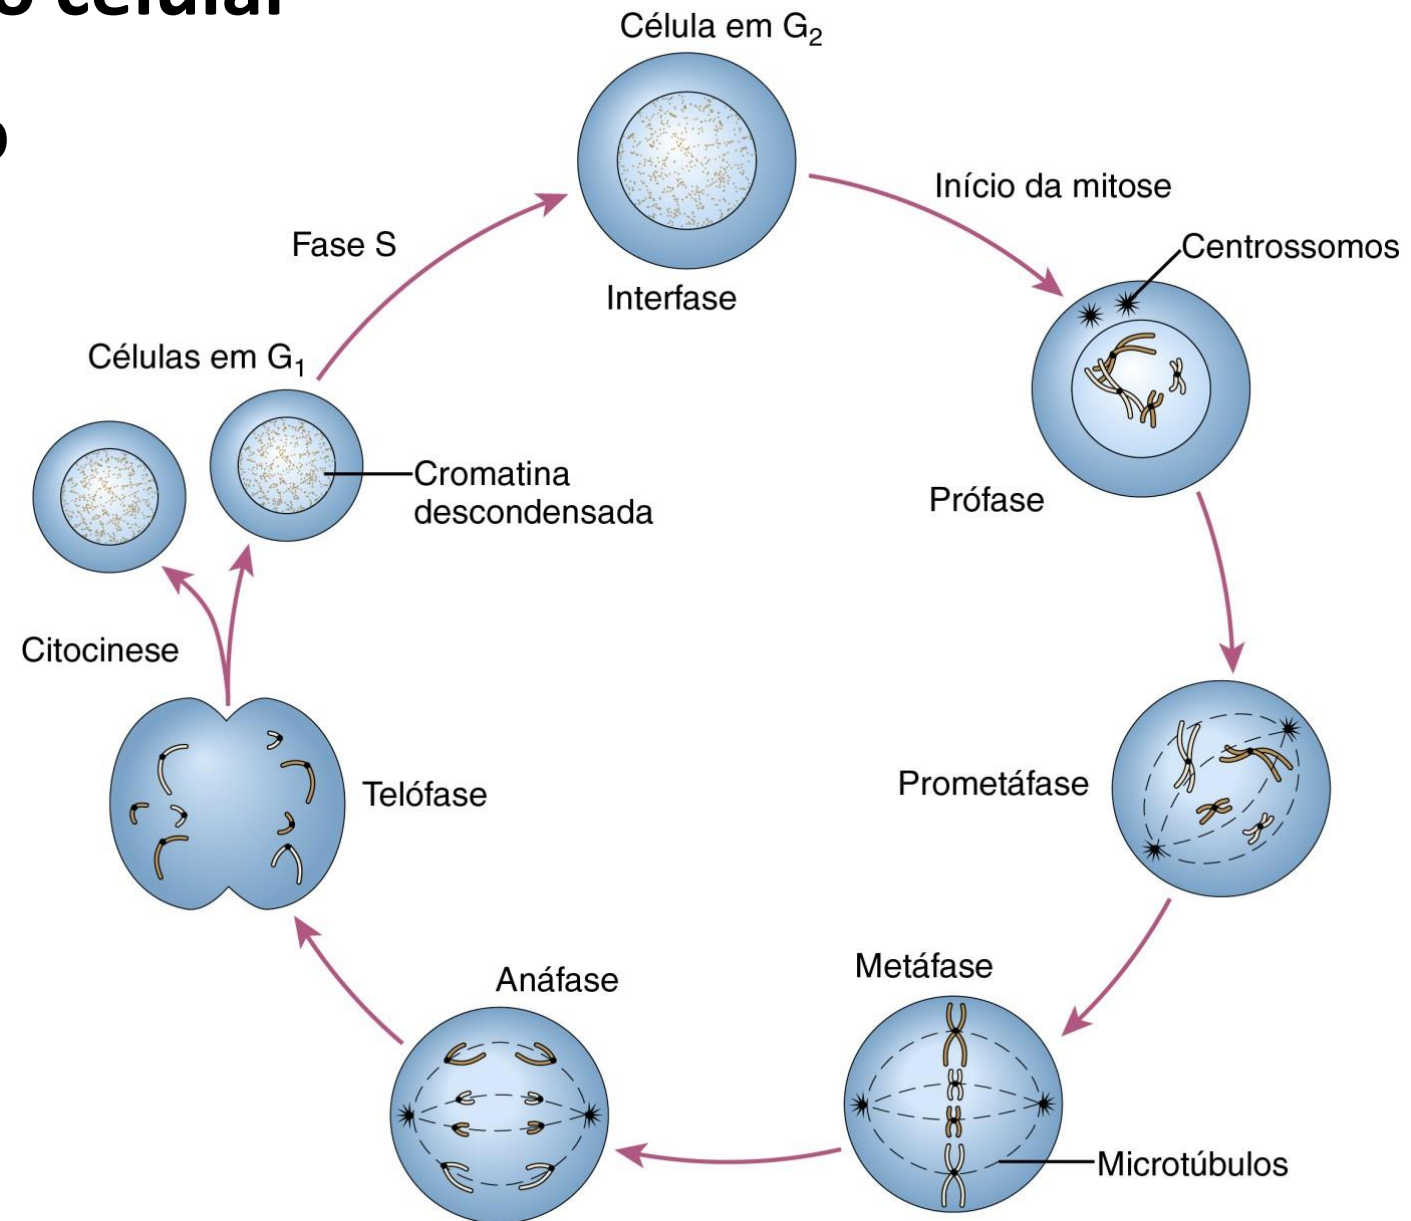 o celular
Célula em G₂
Início da mitose
Centrossomos
Fase S
Interfase
Células em G₁
Cromatina
descondensada
Prófase
Citocinese
Telófase
Prometáfase
Metáfase
Anáfase
Microtúbulos